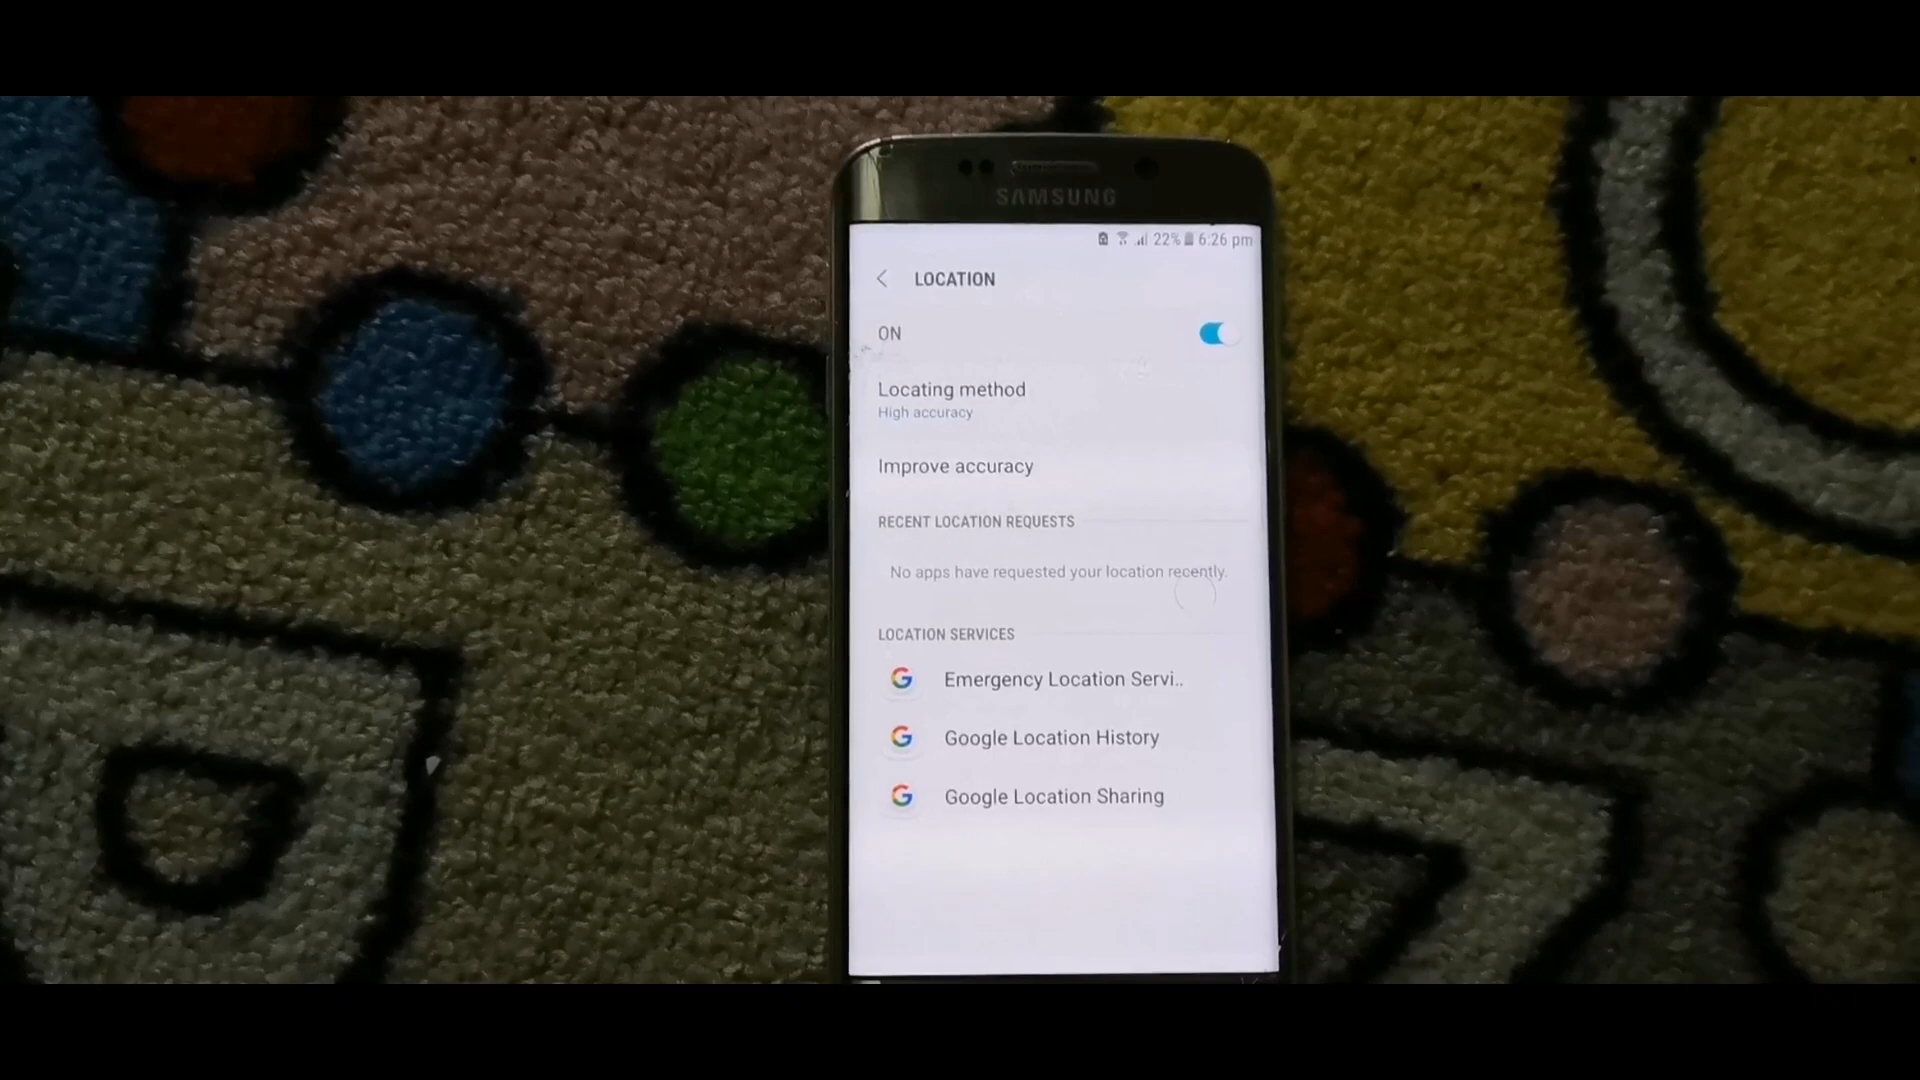 SAMSUNG
22% 6:26 pm
LOCATION
ON
Locating method
High accuracy
Improve accuracy
RECENT LOCATION REQUESTS
No apps have requested your location recently.
LOCATION SERVICES
Emergency Location Servi..
Google Location History
Google Location Sharing